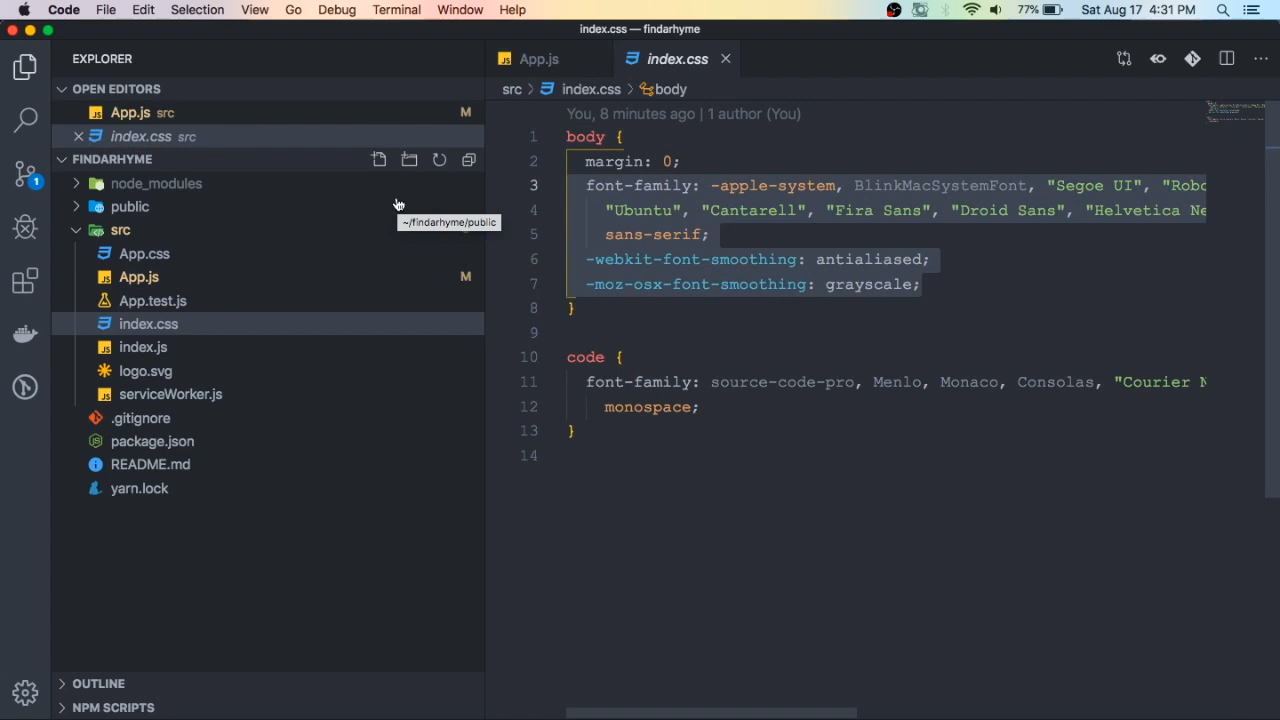 Code File Edit Selection View Go Debug Terminal Window Help 77% Sat Aug 17 4:31 PM
index.css — findarhyme
EXPLORER
OPEN EDITORS
App.js src M
index.css src
FINDARHYME
node_modules
public
~/findarhyme/public
src
App.css
App.js M
App.test.js
index.css
index.js
logo.svg
serviceWorker.js
.gitignore
package.json
README.md
yarn.lock
OUTLINE
NPM SCRIPTS
1
App.js index.css
src › index.css › body
You, 8 minutes ago | 1 author (You)
1 body {
2 margin: 0;
3 font-family: -apple-system, BlinkMacSystemFont, "Segoe UI", "Robo
4 "Ubuntu", "Cantarell", "Fira Sans", "Droid Sans", "Helvetica Ne
5 sans-serif;
6 -webkit-font-smoothing: antialiased;
7 -moz-osx-font-smoothing: grayscale;
8 }
9
10 code {
11 font-family: source-code-pro, Menlo, Monaco, Consolas, "Courier N
12 monospace;
13 }
14